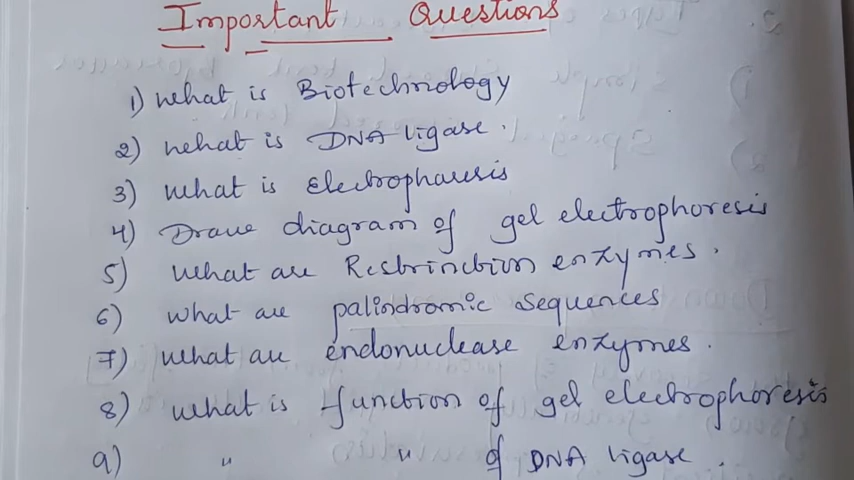 Important Questions
1) What is Biotechnology
2) What is DNA ligase.
3) What is Electrophoresis
4) Draw diagram of gel electrophoresis
5) What are Restrinction enzymes.
6) What are palindromic sequences
7) What are endonuclease enzymes.
8) What is function of gel electrophoresis
9) " " of DNA ligase.